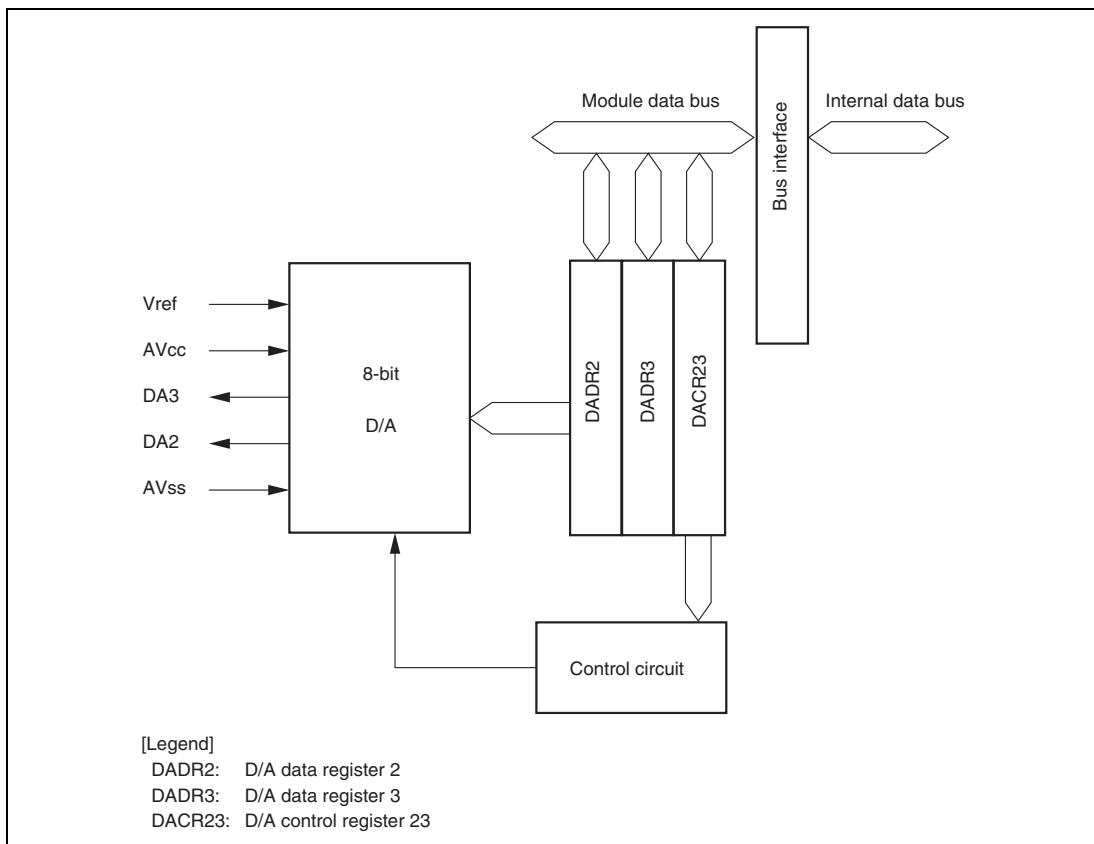 Module data bus
Internal data bus
Bus interface
Vref
AVcc
DA3
DA2
AVss
8-bit
D/A
DADR2
DADR3
DACR23
Control circuit
[Legend]
DADR2: D/A data register 2
DADR3: D/A data register 3
DACR23: D/A control register 23